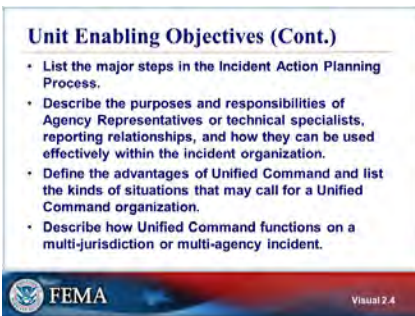 Unit Enabling Objectives (Cont.)
• List the major steps in the Incident Action Planning
Process.
• Describe the purposes and responsibilities of
Agency Representatives or technical specialists,
reporting relationships, and how they can be used
effectively within the incident organization.
• Define the advantages of Unified Command and list
the kinds of situations that may call for a Unified
Command organization.
• Describe how Unified Command functions on a
multi-jurisdiction or multi-agency incident.
FEMA
Visual 2.4